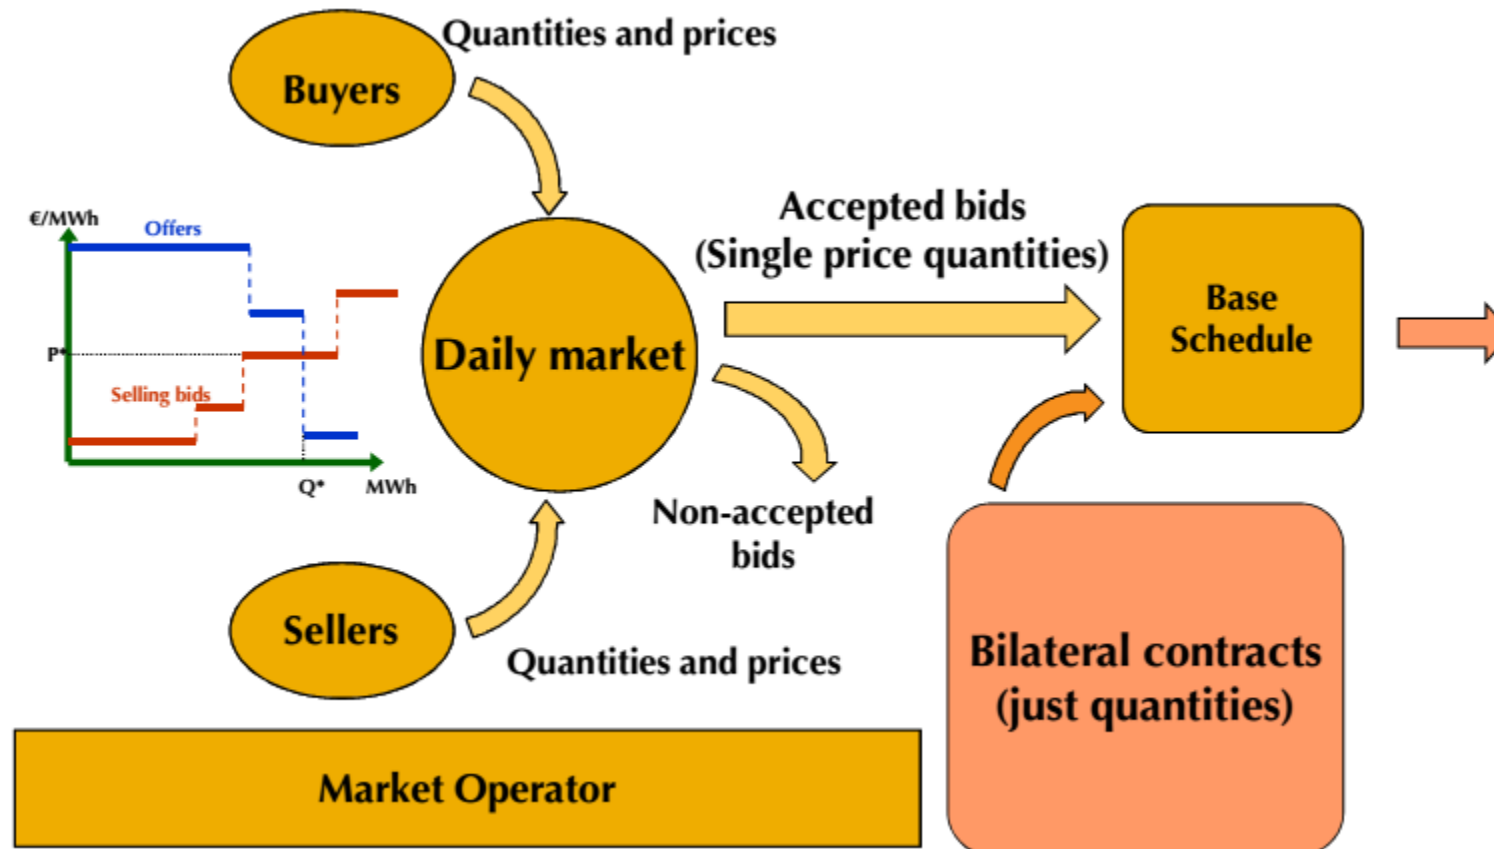 Quantities and prices
Buyers
€/MWh
Offers
P*
Selling bids
Q*
MWh
Daily market
Accepted bids
(Single price quantities)
Base
Schedule
Non-accepted
bids
Sellers
Quantities and prices
Bilateral contracts
(just quantities)
Market Operator